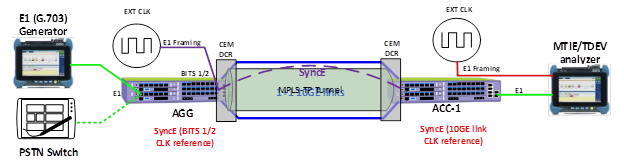 E1 (G.703)
Generator
EXT CLK
E1 Framing
BITS 1/2
E1
AGG
SyncE (BITS 1/2
CLK reference)
PSTN Switch
CEM
DCR
SyncE
MPLS-TP Tunnel
10GE link
CEM
DCR
EXT CLK
E1 Framing
E1
ACC-1
SyncE (10GE link
CLK reference)
MTIE/TDEV
analyzer